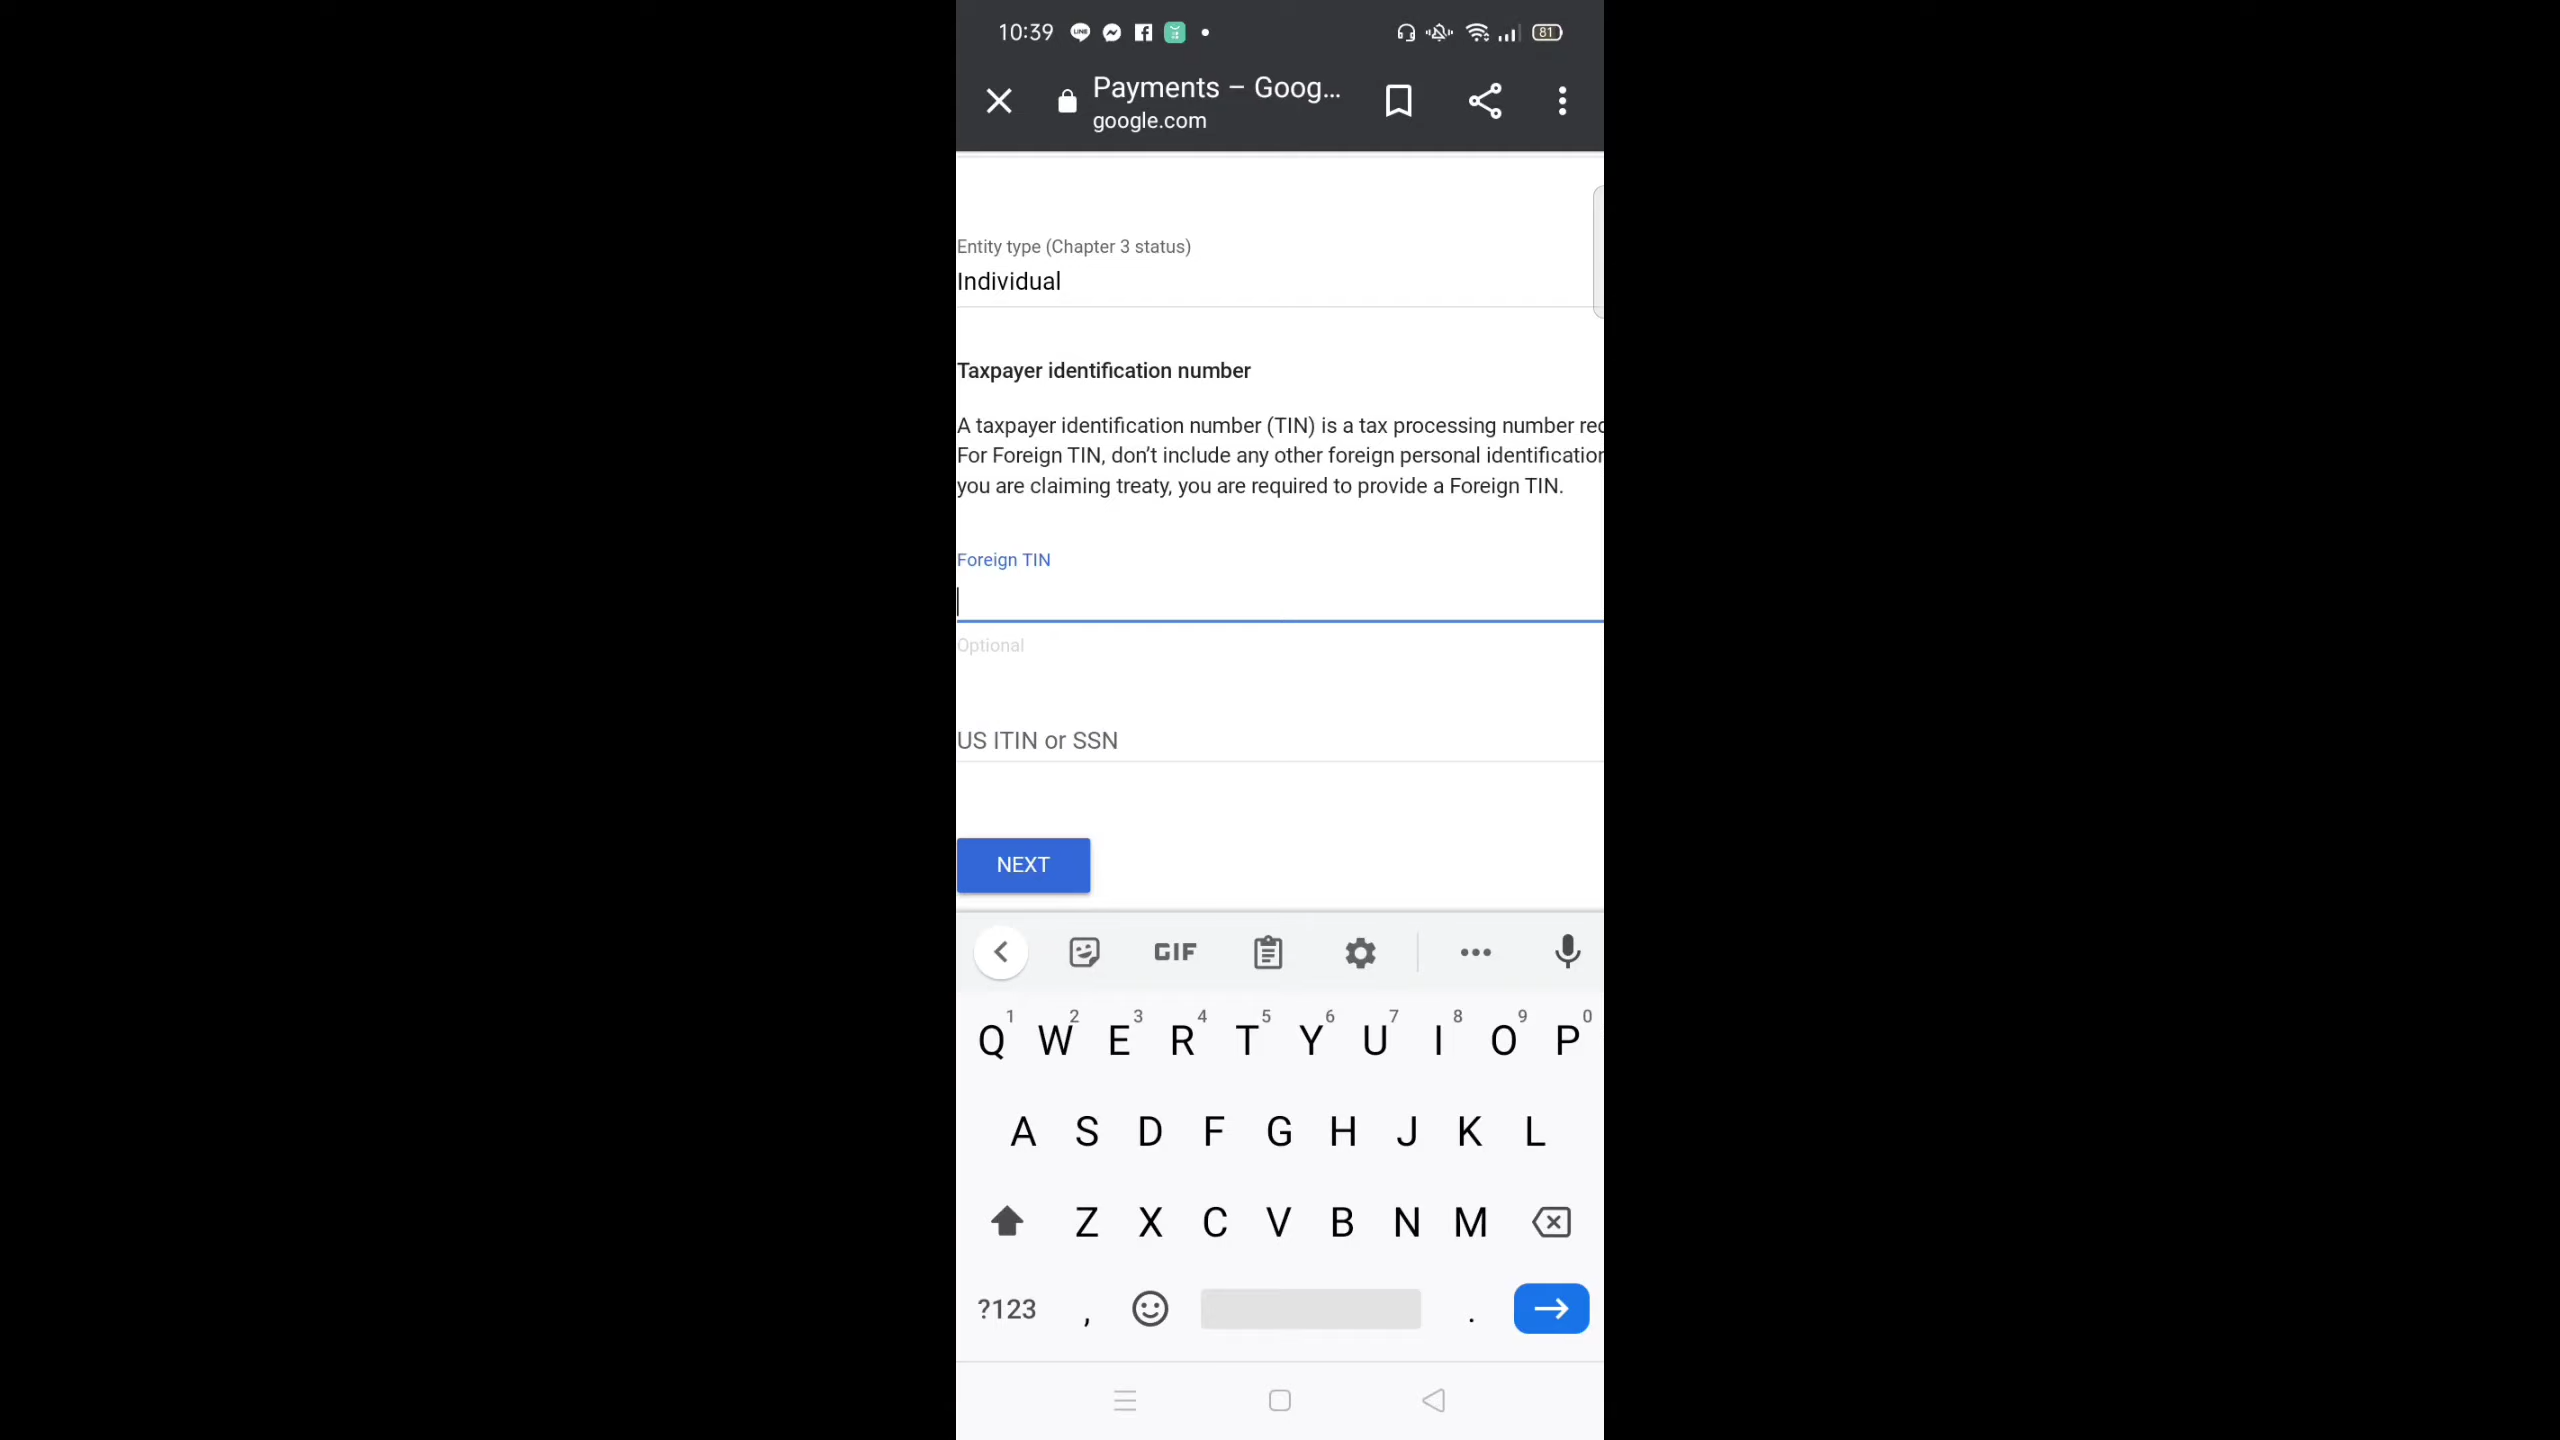 10:39
81
Payments – Goog...
google.com
Entity type (Chapter 3 status)
Individual
Taxpayer identification number
A taxpayer identification number (TIN) is a tax processing number
For Foreign TIN, don’t include any other foreign personal
you are claiming treaty, you are required to provide a Foreign TIN.
Foreign TIN
Optional
US ITIN or SSN
NEXT
GIF
1 2 3 4 5 6 7 8 9 0
Q W E R T Y U I O P
A S D F G H J K L
Z X C V B N M
?123 , .